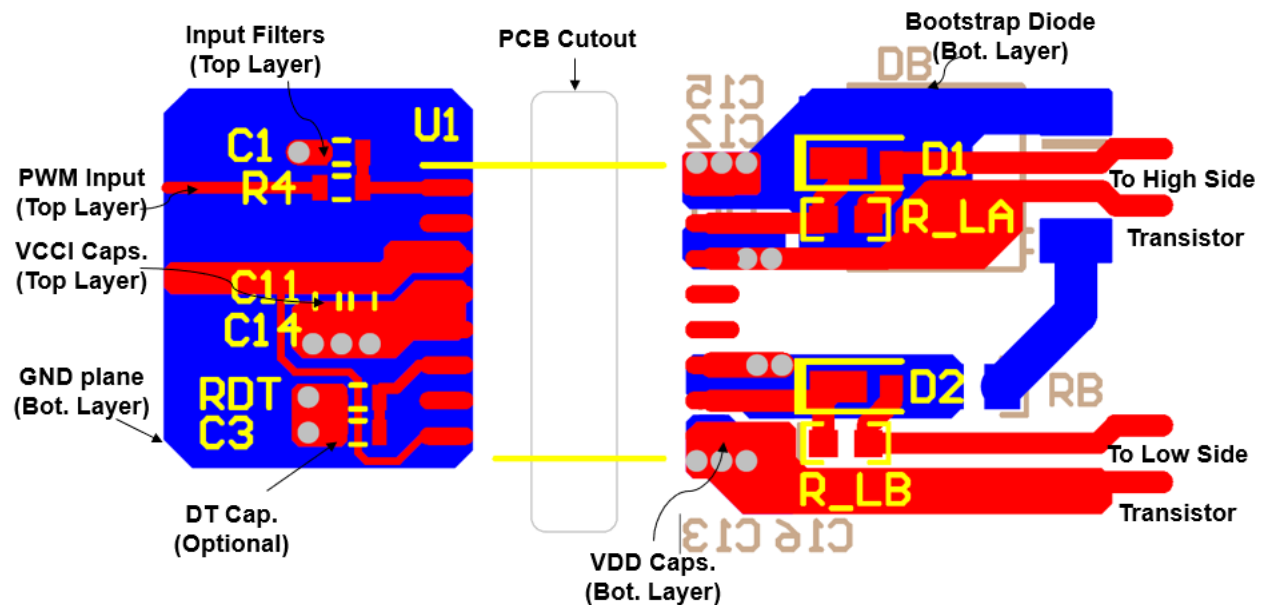 Input Filters
(Top Layer)
PCB Cutout
Bootstrap Diode
(Bot. Layer)
DB
C15
C12
C1
U1
D1
PWM Input
(Top Layer)
R4
To High Side
R_LA
Transistor
VCCI Caps.
(Top Layer)
C11
C14
GND plane
(Bot. Layer)
RDT
C3
D2
RB
To Low Side
R_LB
Transistor
DT Cap.
(Optional)
C13
C16
VDD Caps.
(Bot. Layer)